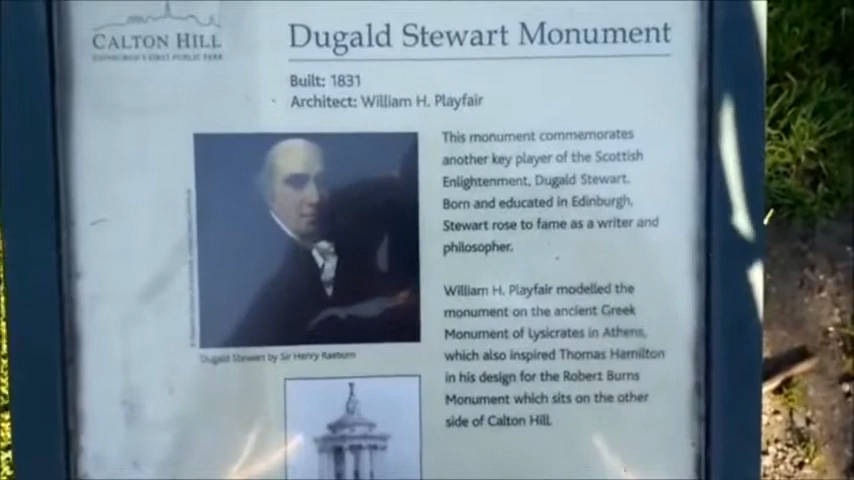 CALTON HILL
EDINBURGH'S FIRST PUBLIC PARK
Dugald Stewart Monument
Built: 1831
Architect: William H. Playfair
This monument commemorates
another key player of the Scottish
Enlightenment, Dugald Stewart.
Born and educated in Edinburgh,
Stewart rose to fame as a writer and
philosopher.
William H. Playfair modelled the
monument on the ancient Greek
Monument of Lysicrates in Athens,
which also inspired Thomas Hamilton
in his design for the Robert Burns
Monument which sits on the other
side of Calton Hill.
Dugald Stewart by Sir Henry Raeburn